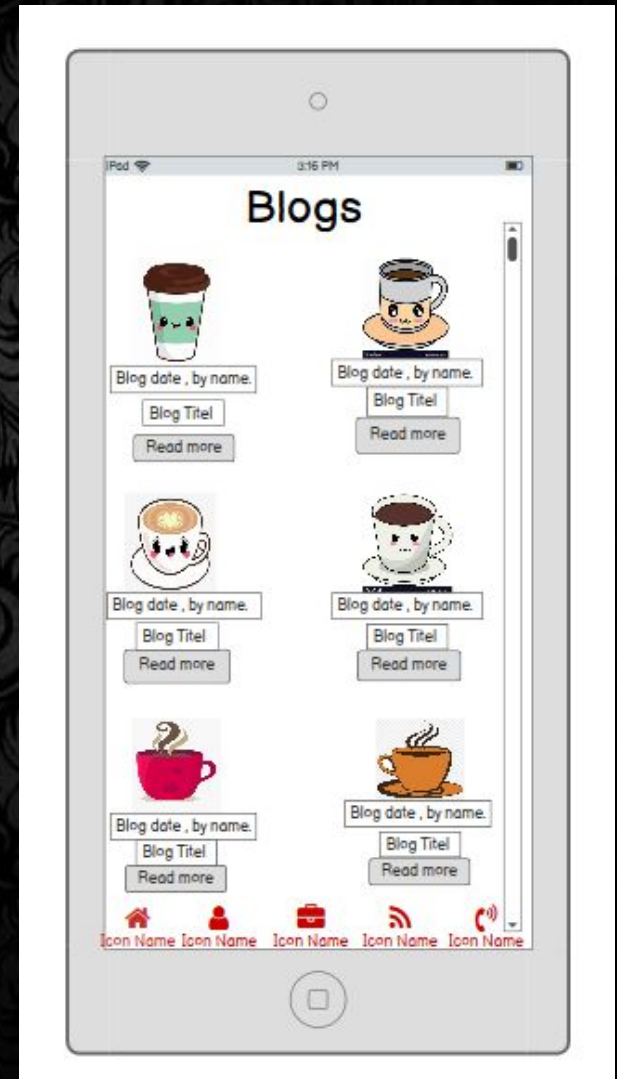 iPod 3:16 PM
Blogs
Blog date , by name. Blog date , by name.
Blog Titel Blog Titel
Read more Read more
Blog date , by name. Blog date , by name.
Blog Titel Blog Titel
Read more Read more
Blog date , by name. Blog date , by name.
Blog Titel Blog Titel
Read more Read more
Icon Name Icon Name Icon Name Icon Name Icon Name